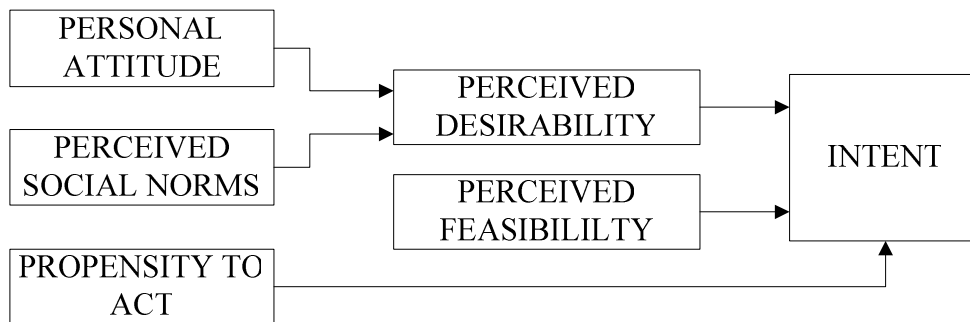 PERSONAL
ATTITUDE
PERCEIVED
SOCIAL NORMS
PROPENSITY TO
ACT
PERCEIVED
DESIRABILITY
PERCEIVED
FEASIBILILTY
INTENT